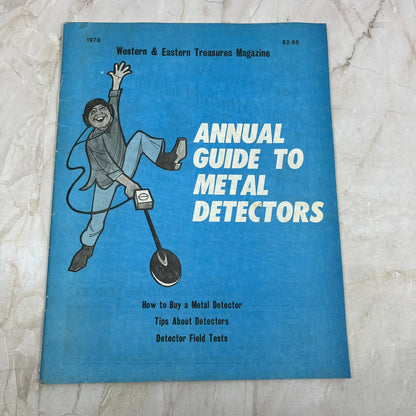 1978
$2.95
Western & Eastern Treasures Magazine
ANNUAL
GUIDE TO
METAL
DETECTORS
How to Buy a Metal Detector
Tips About Detectors
Detector Field Tests